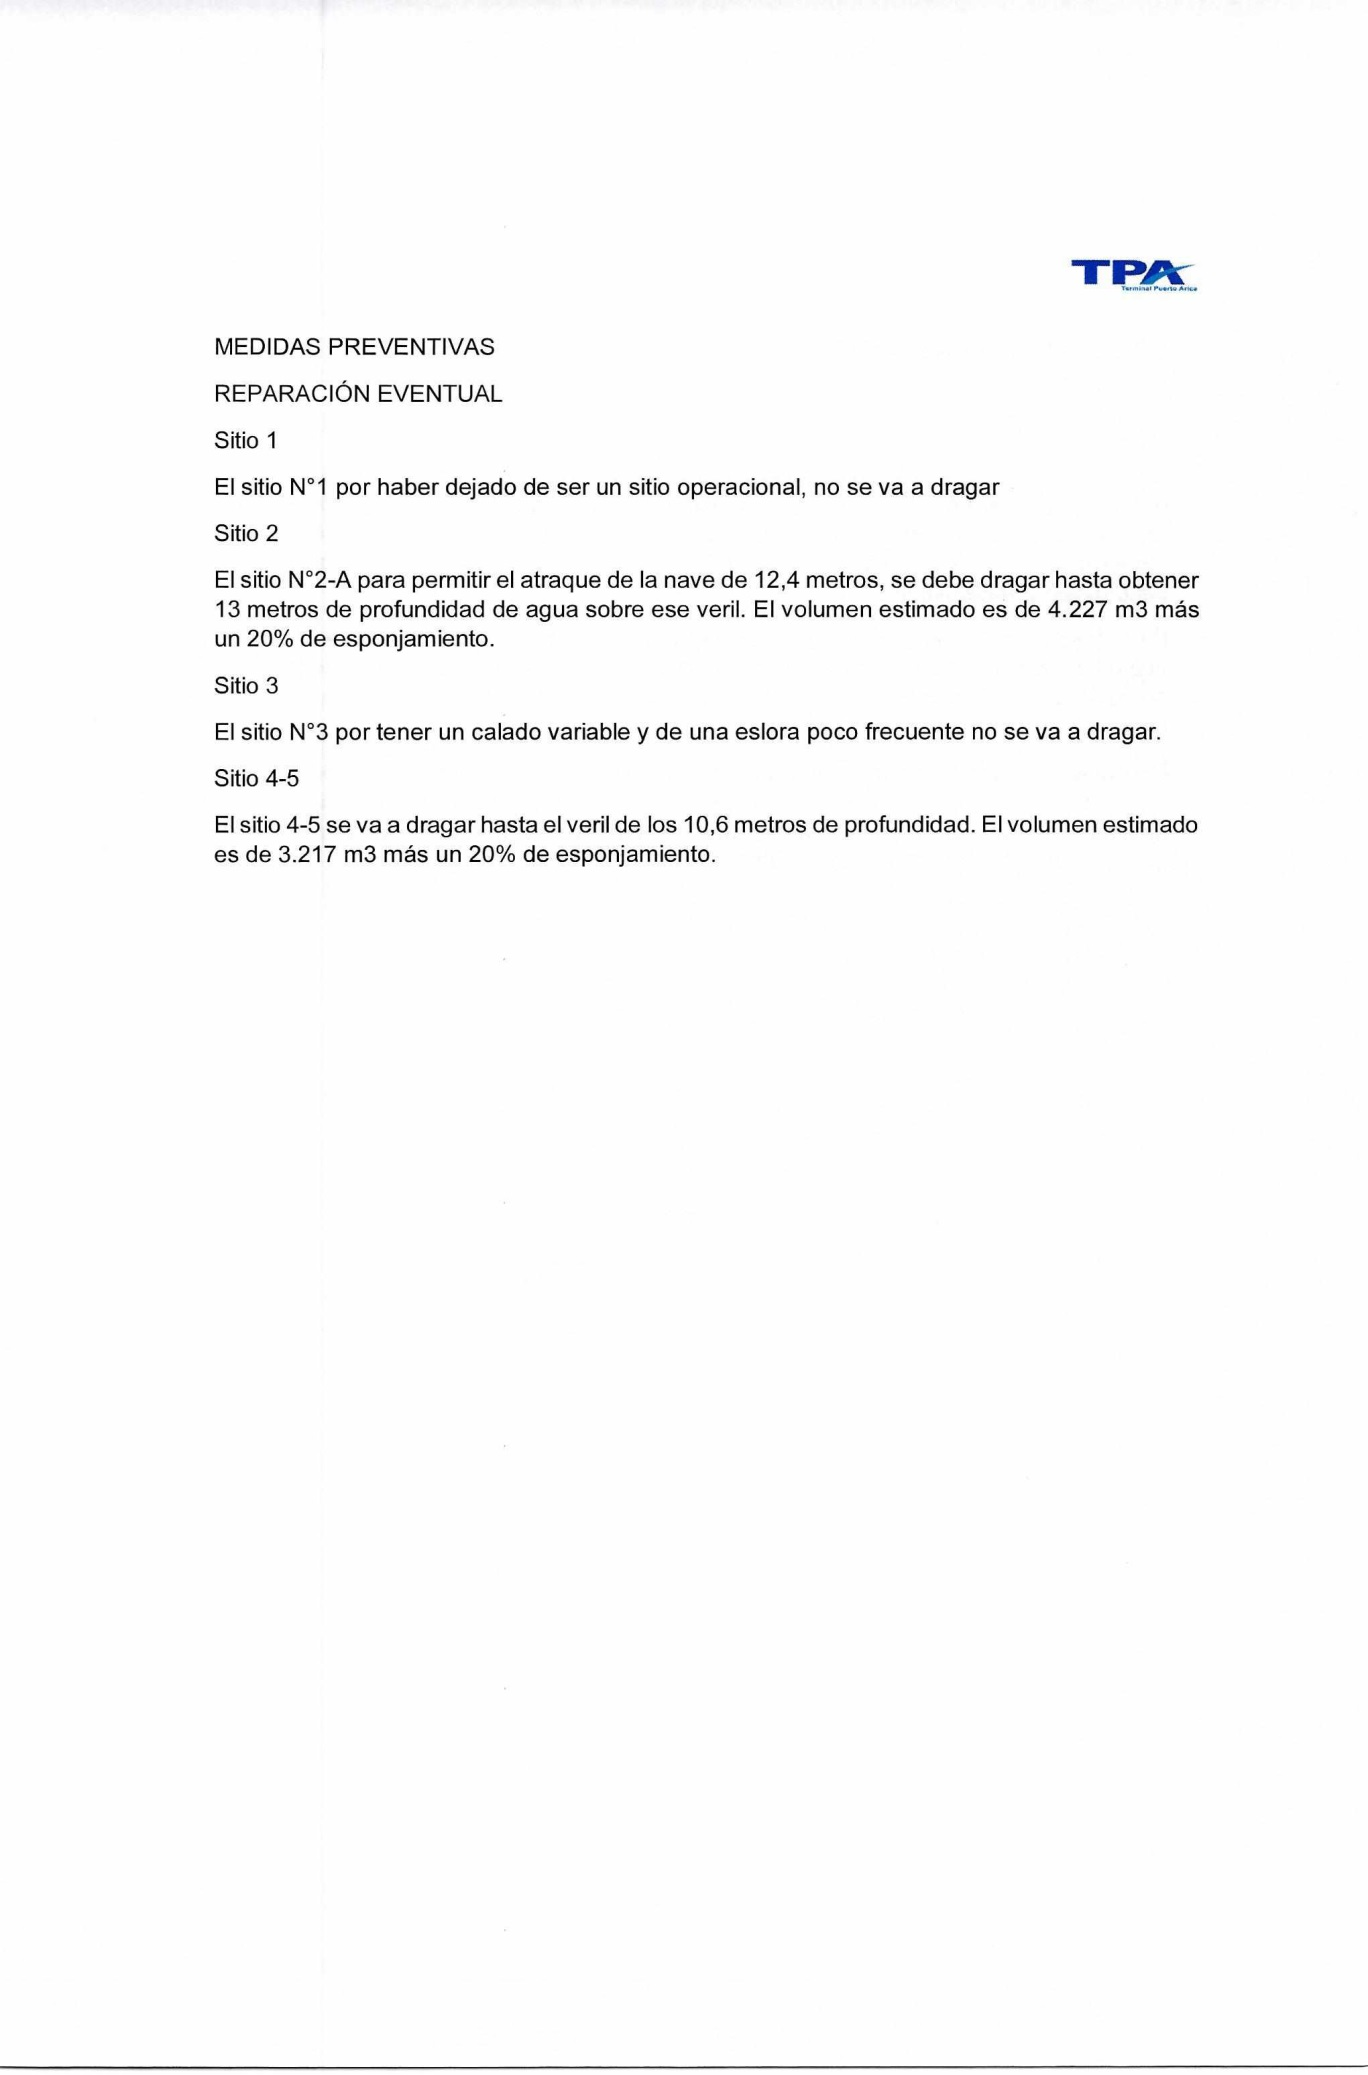 TPA
Terminal Puerto Arica
MEDIDAS PREVENTIVAS
REPARACIÓN EVENTUAL
Sitio 1
El sitio N°1 por haber dejado de ser un sitio operacional, no se va a dragar
Sitio 2
El sitio N°2-A para permitir el atraque de la nave de 12,4 metros, se debe dragar hasta obtener
13 metros de profundidad de agua sobre ese veril. El volumen estimado es de 4.227 m3 más
un 20% de esponjamiento.
Sitio 3
El sitio N°3 por tener un calado variable y de una eslora poco frecuente no se va a dragar.
Sitio 4-5
El sitio 4-5 se va a dragar hasta el veril de los 10,6 metros de profundidad. El volumen estimado
es de 3.217 m3 más un 20% de esponjamiento.